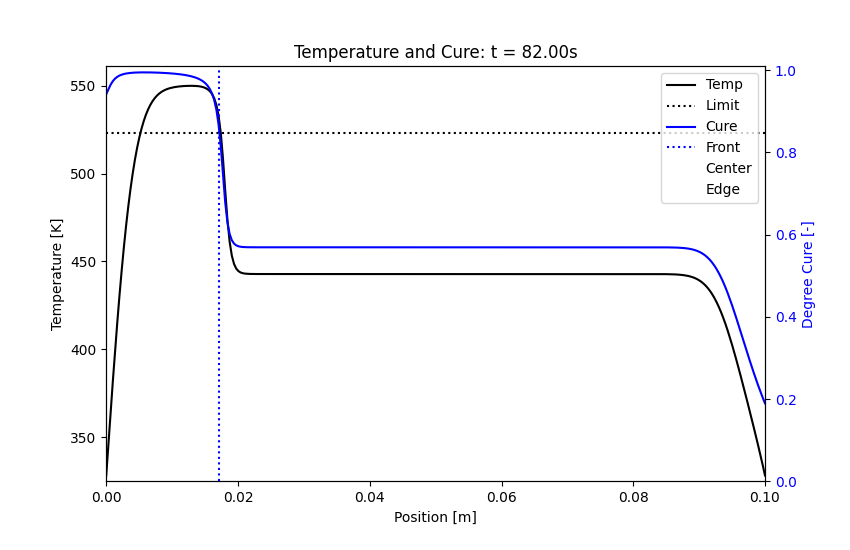 Temperature and Cure: t = 82.00s
Temp
Limit
Cure
Front
Center
Edge
Temperature [K]
550
500
450
400
350
Degree Cure [-]
1.0
0.8
0.6
0.4
0.2
0.0
0.00
0.02
0.04
0.06
0.08
0.10
Position [m]